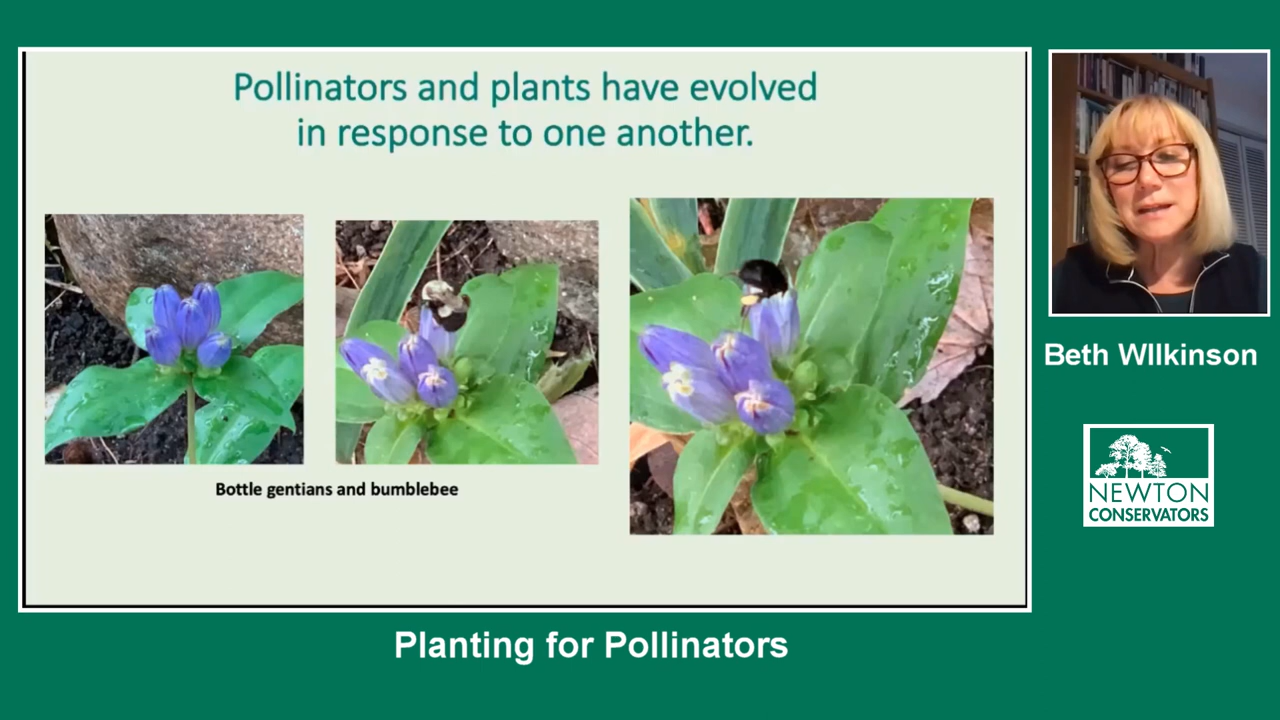 Pollinators and plants have evolved
in response to one another.
Bottle gentians and bumblebee
Beth WIlkinson
NEWTON
CONSERVATORS
Planting for Pollinators